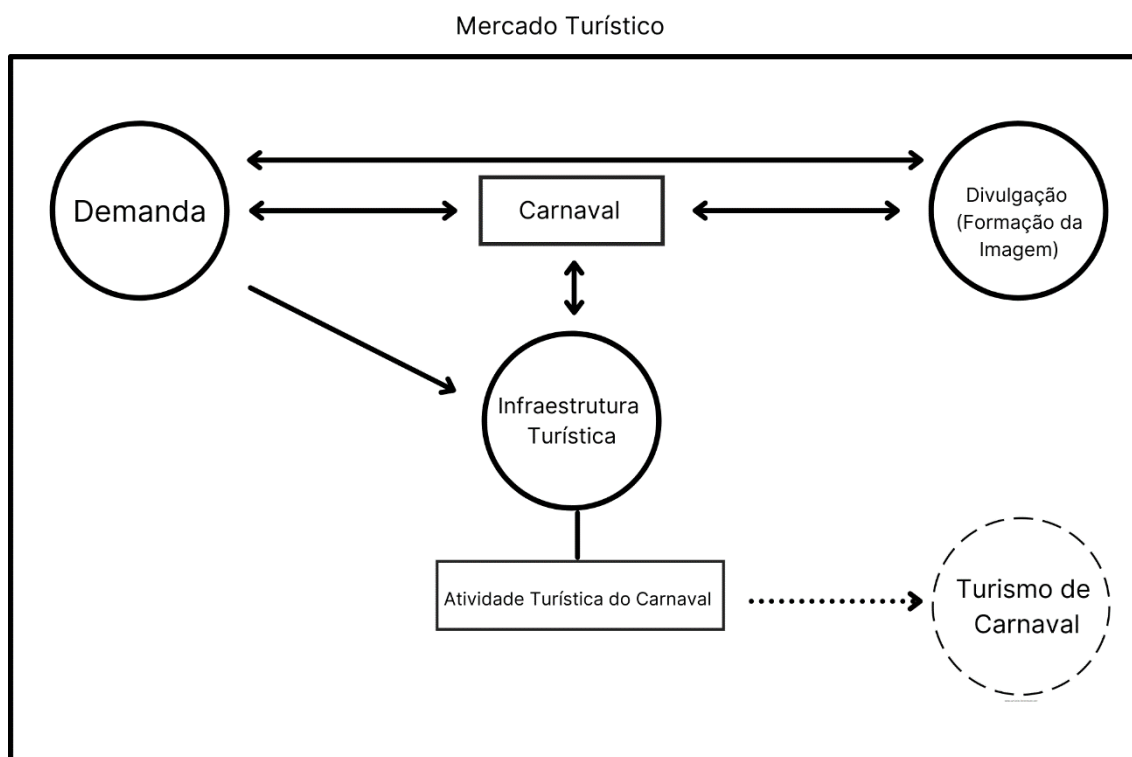 Mercado Turístico
Demanda
Carnaval
Divulgação
(Formação da
Imagem)
Infraestrutura
Turística
Atividade Turística do Carnaval
Turismo de
Carnaval